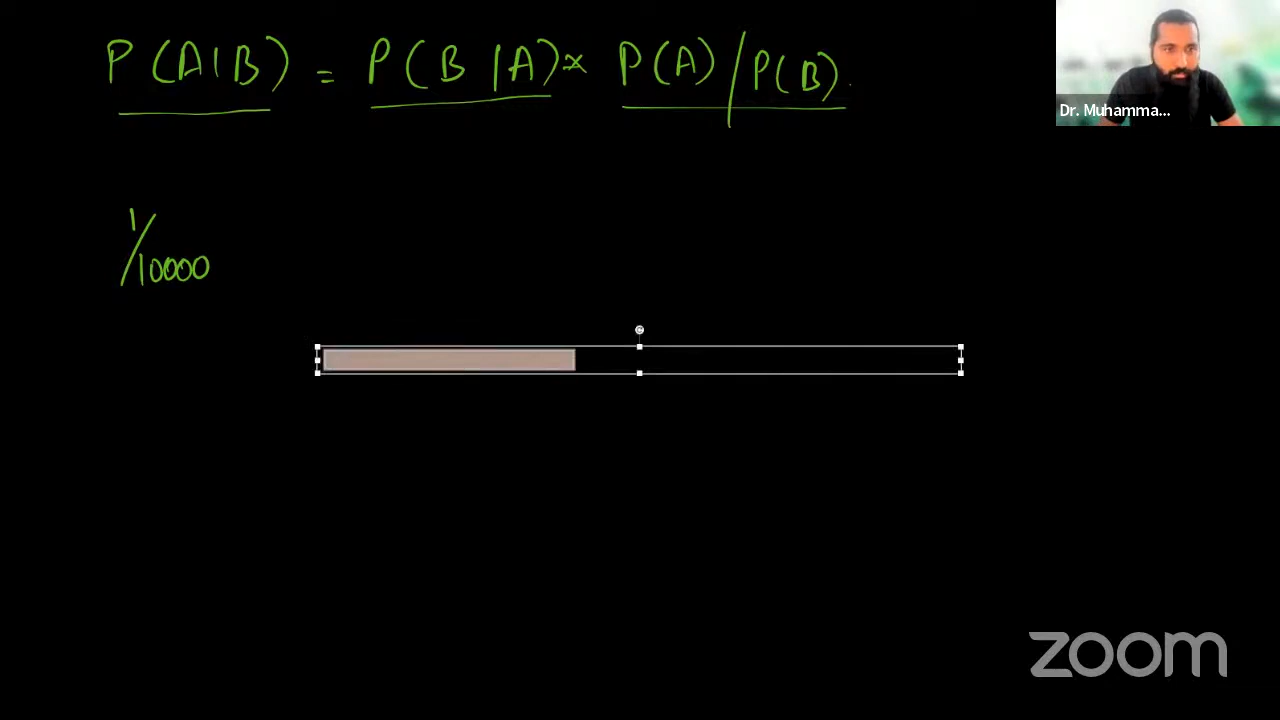 P(A|B) = P(B|A) × P(A)/P(B).
Dr. Muhamma...
1/10000
zoom